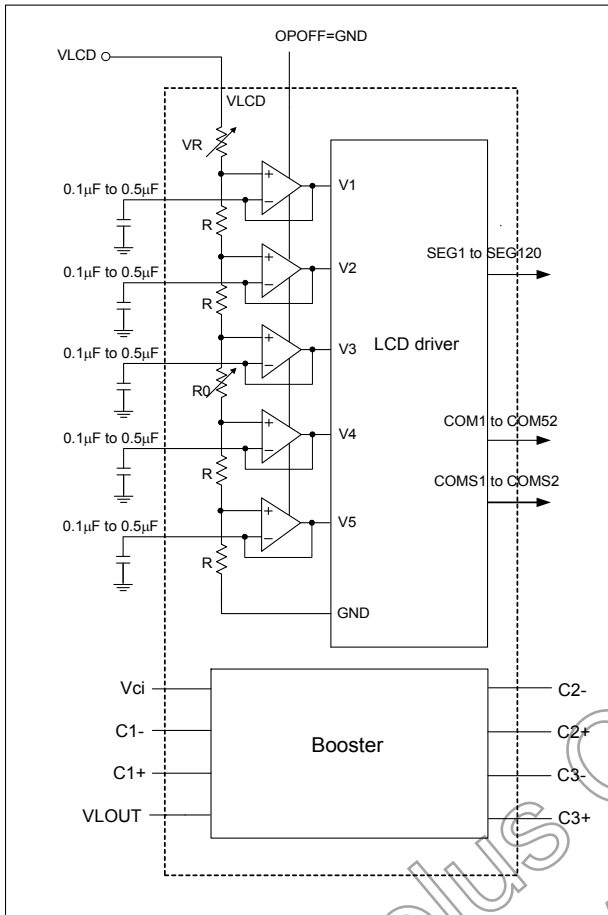 OPOFF=GND
VLCD
VLCD
VR
+
−
V1
0.1µF to 0.5µF
R
SEG1 to SEG120
+
−
V2
0.1µF to 0.5µF
R
+
−
V3
LCD driver
0.1µF to 0.5µF
R0
COM1 to COM52
+
−
V4
0.1µF to 0.5µF
R
COMS1 to COMS2
+
−
V5
0.1µF to 0.5µF
R
GND
Vci
C2-
C1-
C2+
Booster
C1+
C3-
VLOUT
C3+